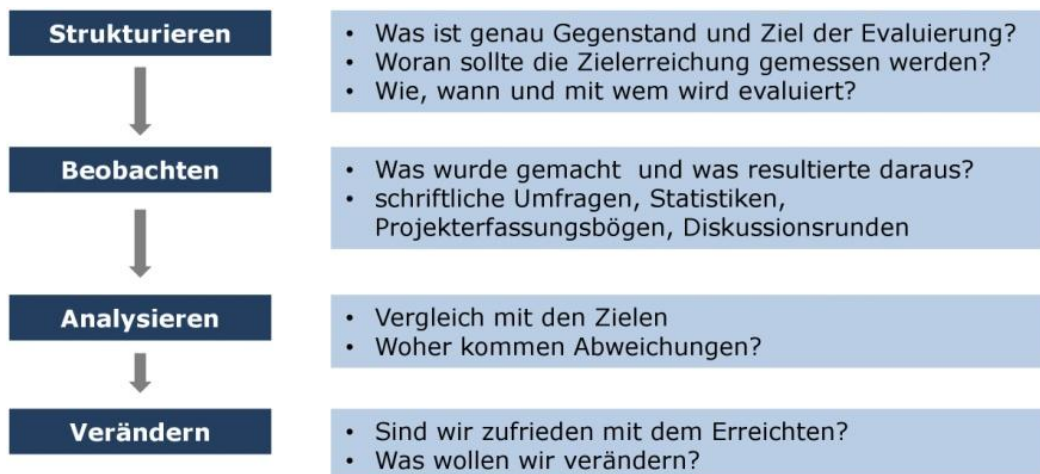 Strukturieren
• Was ist genau Gegenstand und Ziel der Evaluierung?
• Woran sollte die Zielerreichung gemessen werden?
• Wie, wann und mit wem wird evaluiert?
Beobachten
• Was wurde gemacht und was resultierte daraus?
• schriftliche Umfragen, Statistiken,
Projekterfassungsbögen, Diskussionsrunden
Analysieren
• Vergleich mit den Zielen
• Woher kommen Abweichungen?
Verändern
• Sind wir zufrieden mit dem Erreichten?
• Was wollen wir verändern?